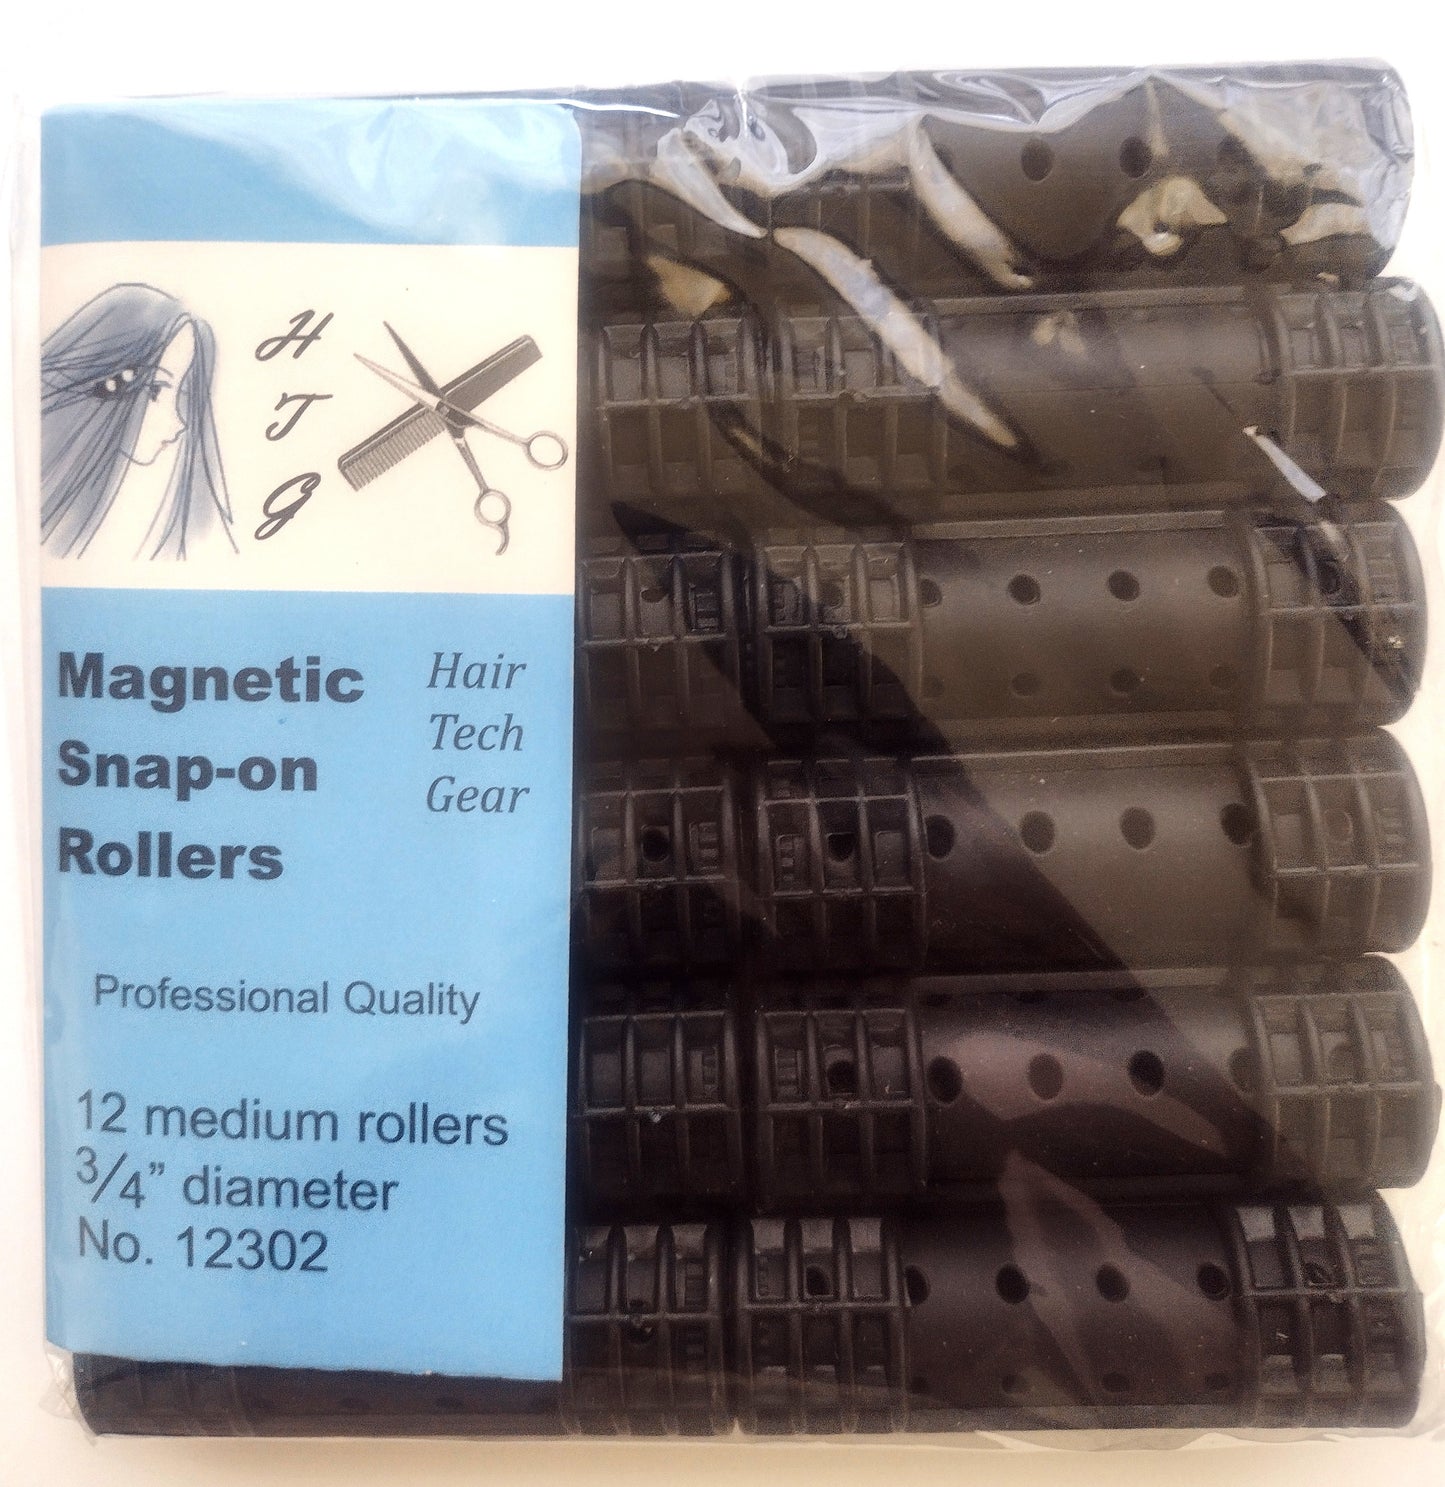 H
T
G
Magnetic
Snap-on
Rollers
Hair
Tech
Gear
Professional Quality
12 medium rollers
3/4” diameter
No. 12302